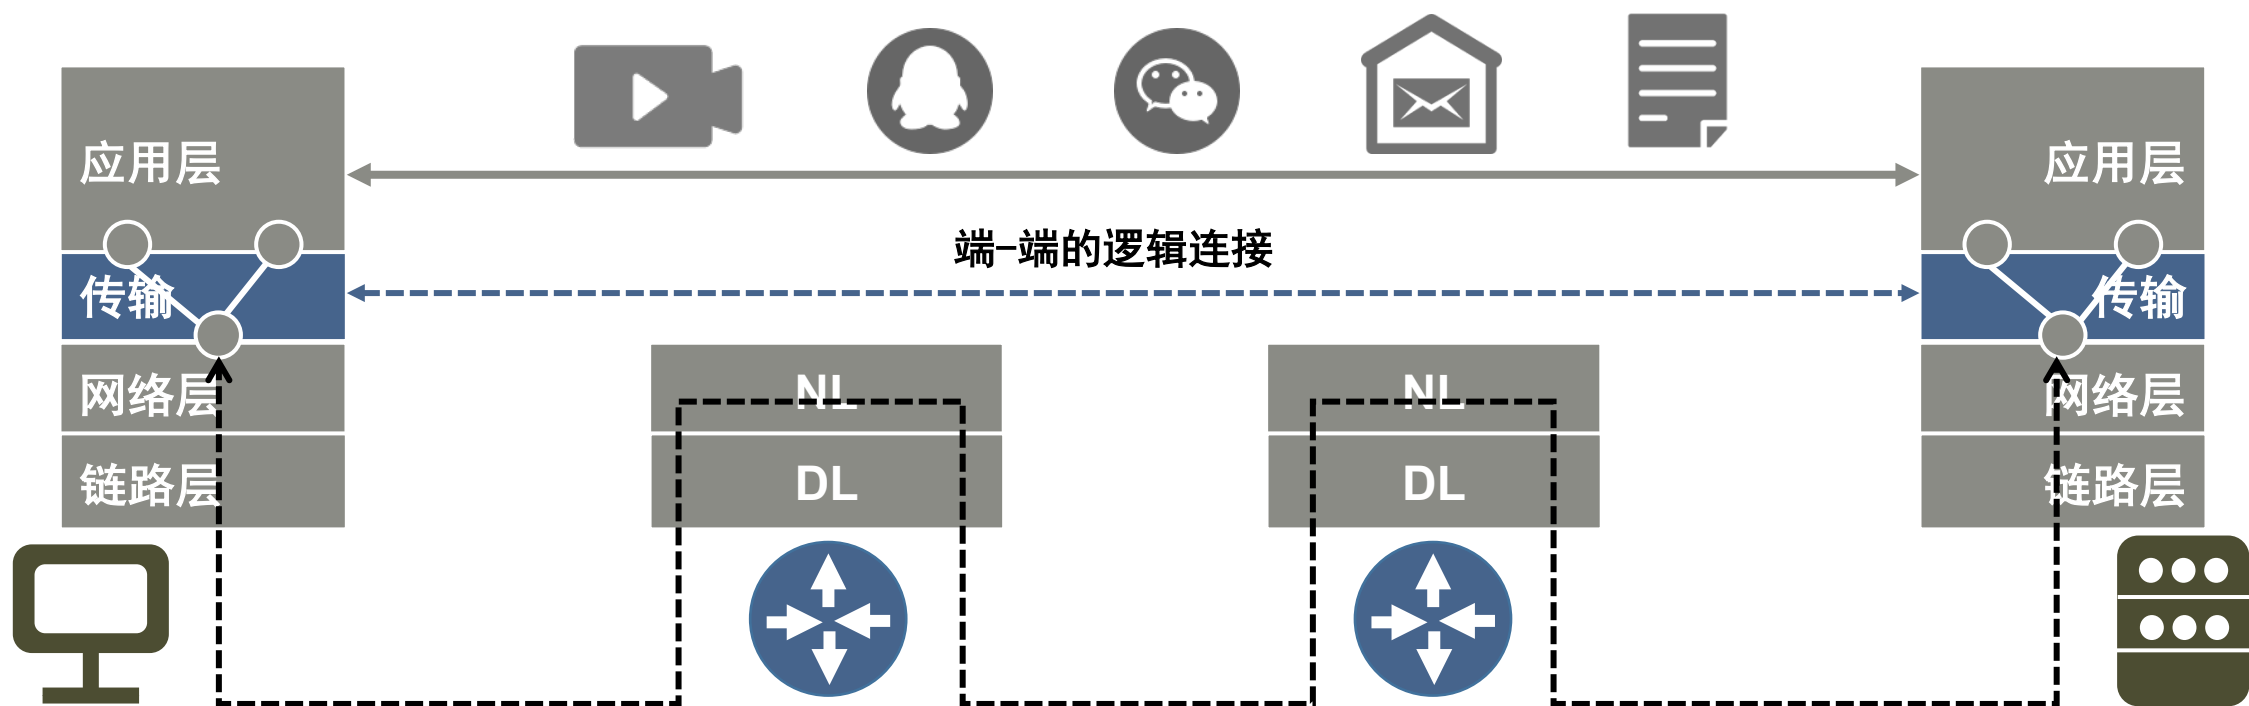 应用层
应用层
端-端的逻辑连接
传输
传输
网络层
NL
NL
网络层
链路层
DL
DL
链路层